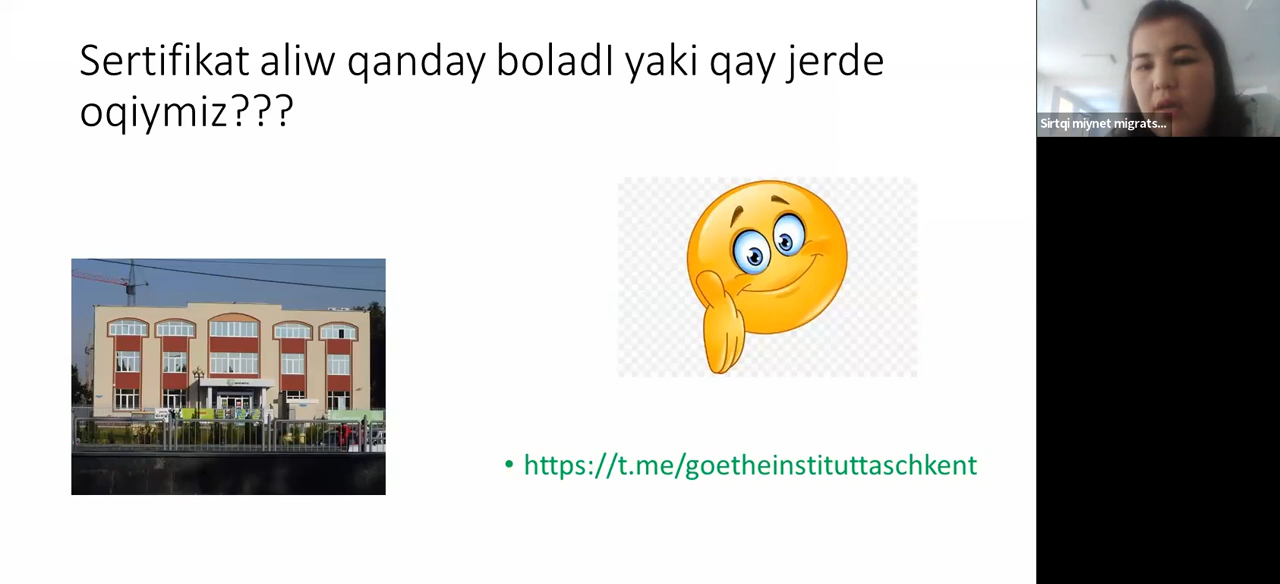 Sertifikat aliw qanday boladI yaki qay jerde
oqiymiz???
Sirtqi miynet migrats...
• https://t.me/goetheinstituttaschkent